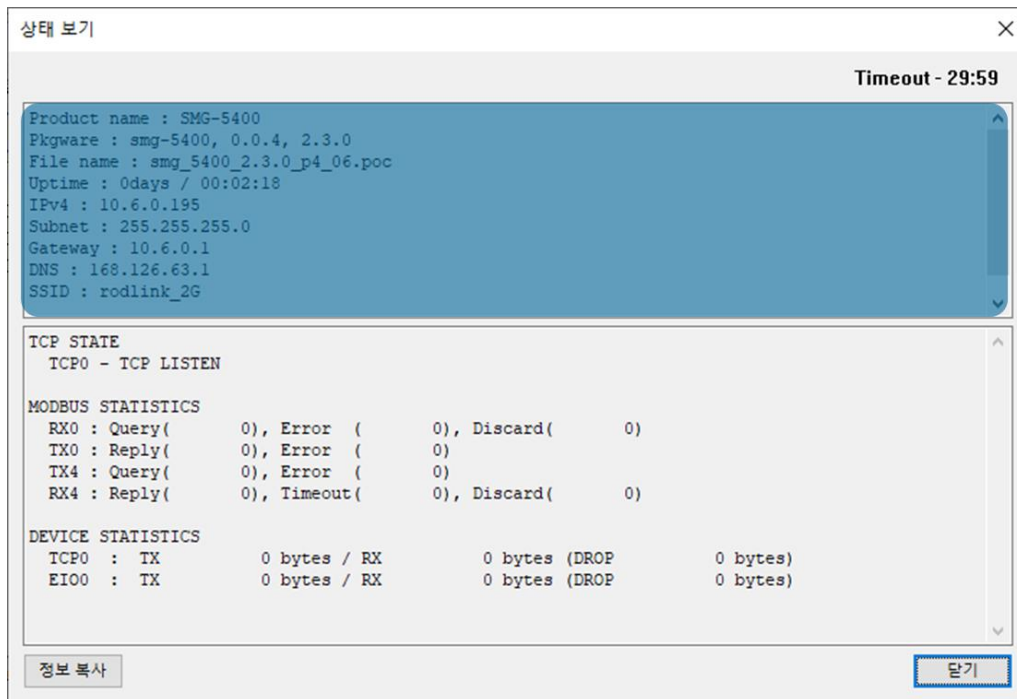 상태 보기
Timeout - 29:59
Product name : SMG-5400
Pkgware : smg-5400, 0.0.4, 2.3.0
File name : smg_5400_2.3.0_p4_06.poc
Uptime : 0days / 00:02:18
IPv4 : 10.6.0.195
Subnet : 255.255.255.0
Gateway : 10.6.0.1
DNS : 168.126.63.1
SSID : rodlink_2G
TCP STATE
TCP0 - TCP LISTEN
MODBUS STATISTICS
RX0 : Query( 0), Error ( 0), Discard( 0)
TX0 : Reply( 0), Error ( 0)
TX4 : Query( 0), Error ( 0)
RX4 : Reply( 0), Timeout( 0), Discard( 0)
DEVICE STATISTICS
TCP0 : TX 0 bytes / RX 0 bytes (DROP 0 bytes)
EIO0 : TX 0 bytes / RX 0 bytes (DROP 0 bytes)
정보 복사
닫기